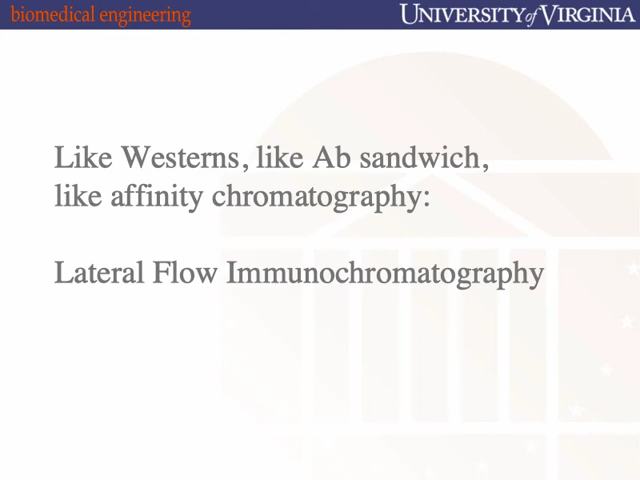 biomedical engineering
UNIVERSITY of VIRGINIA
Like Westerns, like Ab sandwich,
like affinity chromatography:
Lateral Flow Immunochromatography